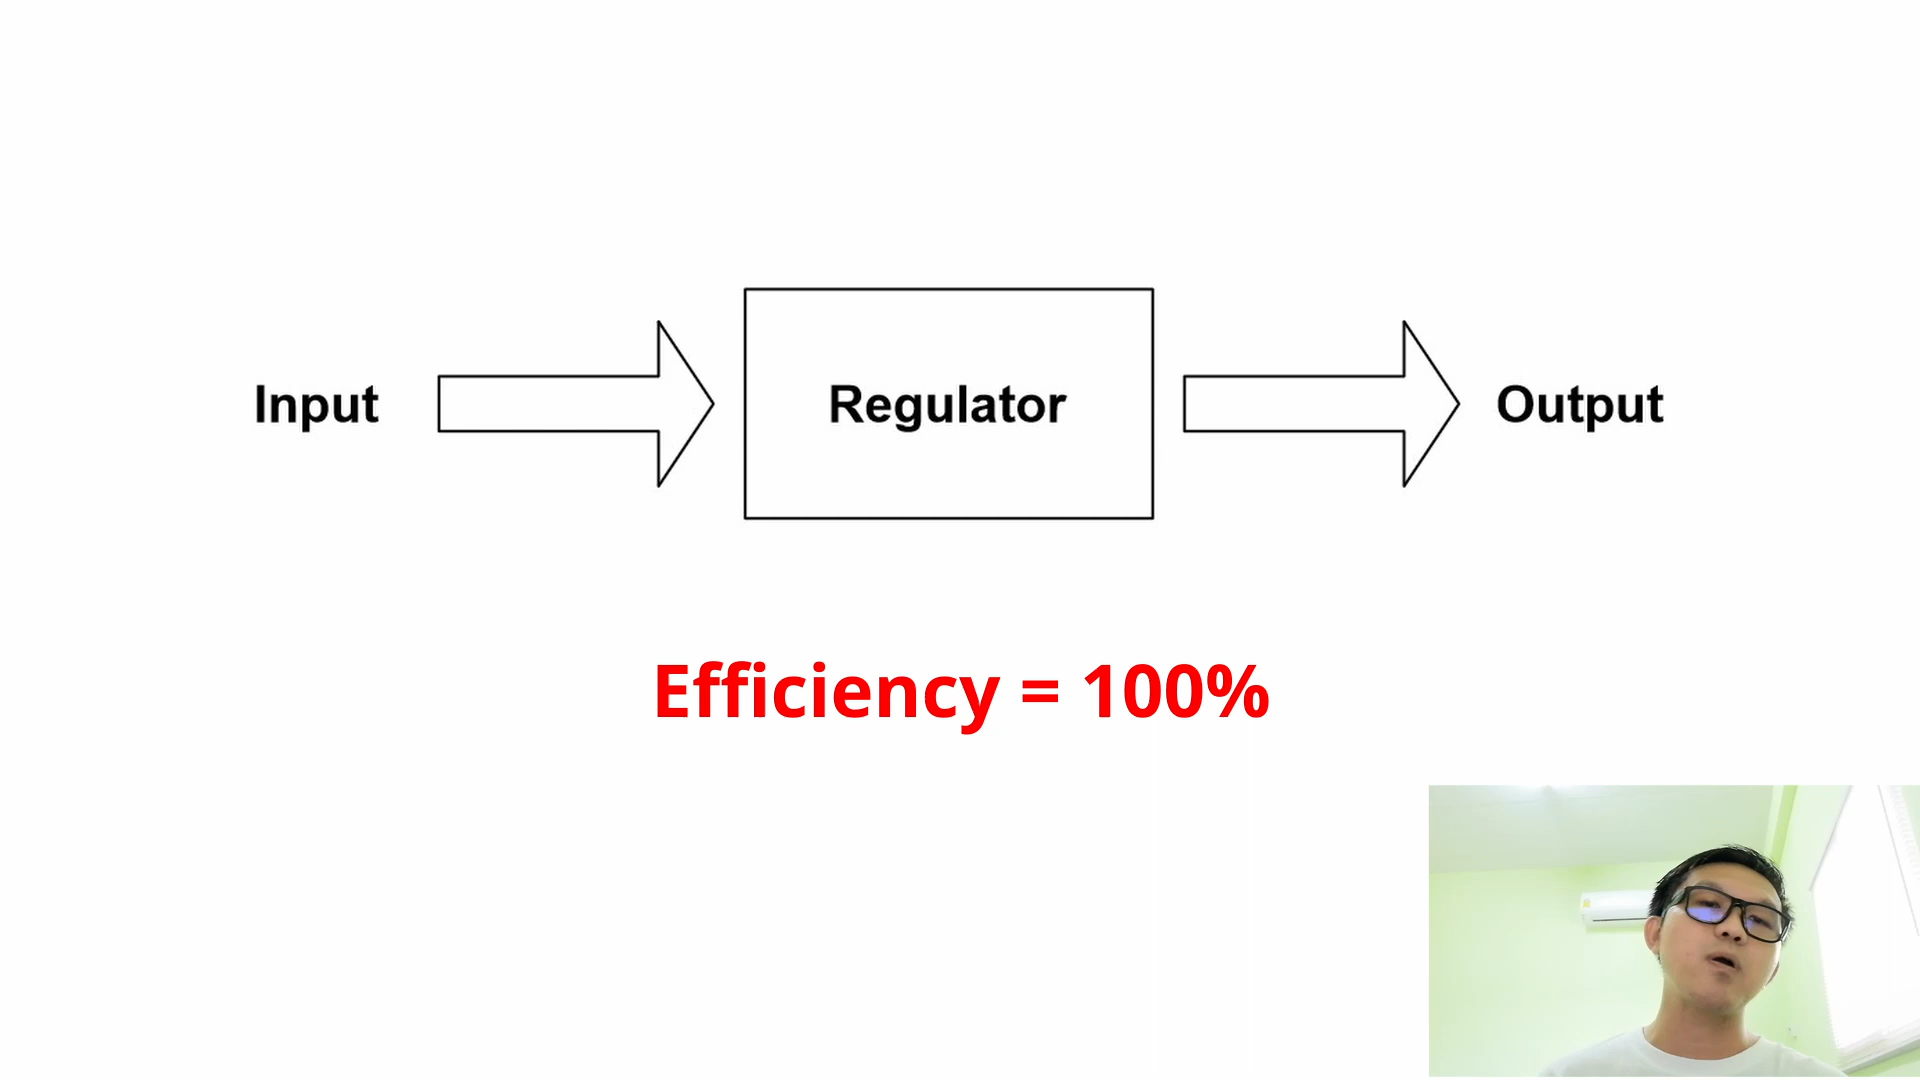 Input
Regulator
Output
Efficiency = 100%